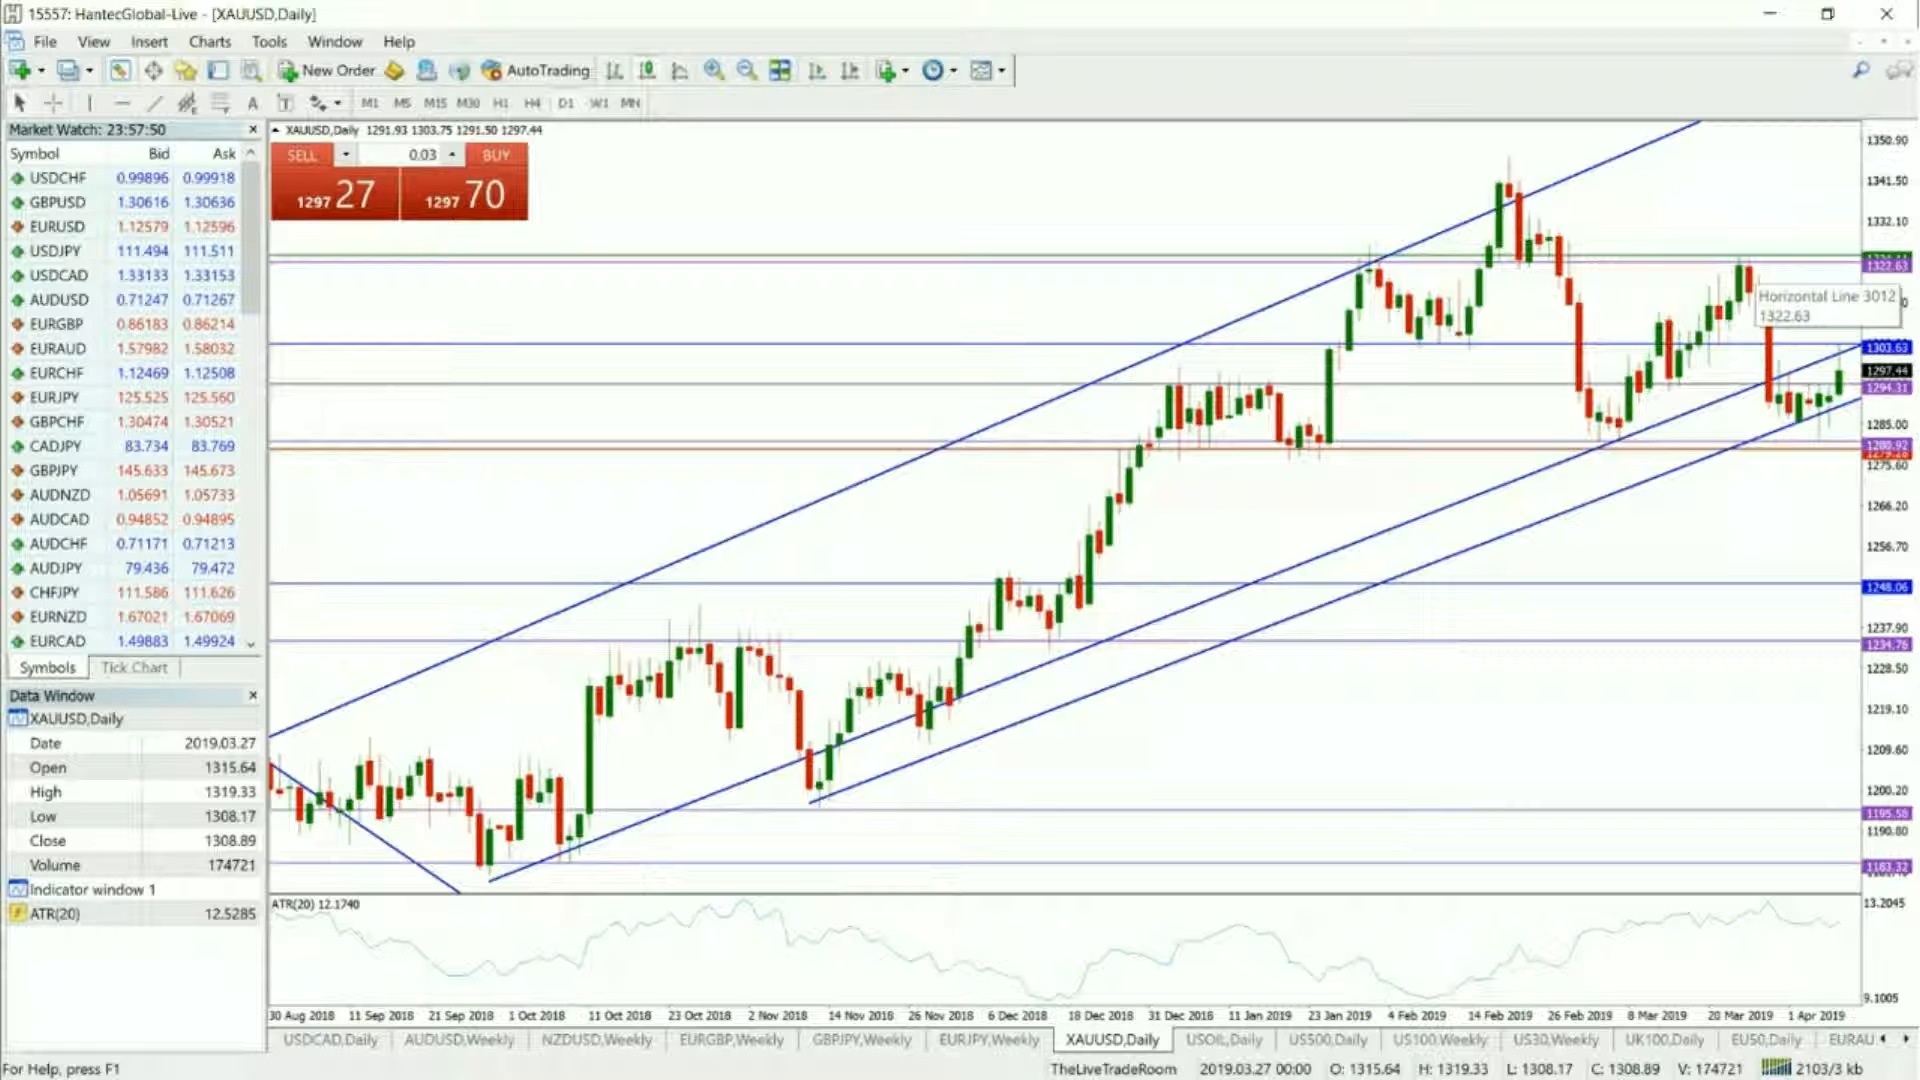 15557: HantecGlobal-Live - [XAUUSD,Daily]
File View Insert Charts Tools Window Help
New Order AutoTrading
A T M1 M5 M15 M30 H1 H4 D1 W1 MN
Market Watch: 23:57:50
Symbol Bid Ask
USDCHF 0.99896 0.99918
GBPUSD 1.30616 1.30636
EURUSD 1.12579 1.12596
USDJPY 111.494 111.511
USDCAD 1.33133 1.33153
AUDUSD 0.71247 0.71267
EURGBP 0.86183 0.86214
EURAUD 1.57982 1.58032
EURCHF 1.12469 1.12508
EURJPY 125.525 125.560
GBPCHF 1.30474 1.30521
CADJPY 83.734 83.769
GBPJPY 145.633 145.673
AUDNZD 1.05691 1.05733
AUDCAD 0.94852 0.94895
AUDCHF 0.71171 0.71213
AUDJPY 79.436 79.472
CHFJPY 111.586 111.626
EURNZD 1.67021 1.67069
EURCAD 1.49883 1.49924
Symbols Tick Chart
Data Window
XAUUSD,Daily
Date 2019.03.27
Open 1315.64
High 1319.33
Low 1308.17
Close 1308.89
Volume 174721
Indicator window 1
ATR(20) 12.5285
XAUUSD,Daily 1291.93 1303.75 1291.50 1297.44
SELL 0.03 BUY
1297 27 1297 70
1350.90
1341.50
1332.10
1322.63
Horizontal Line 3012
1322.63
1303.63
1297.44
1294.31
1285.00
1280.92
1275.60
1266.20
1256.70
1248.06
1237.90
1234.76
1228.50
1219.10
1209.60
1200.20
1195.58
1190.80
1183.32
ATR(20) 12.1740
13.2045
9.1005
30 Aug 2018 11 Sep 2018 21 Sep 2018 1 Oct 2018 11 Oct 2018 23 Oct 2018 2 Nov 2018 14 Nov 2018 26 Nov 2018 6 Dec 2018 18 Dec 2018 31 Dec 2018 11 Jan 2019 23 Jan 2019 4 Feb 2019 14 Feb 2019 26 Feb 2019 8 Mar 2019 20 Mar 2019 1 Apr 2019
USDCAD,Daily AUDUSD,Weekly NZDUSD,Weekly EURGBP,Weekly GBPJPY,Weekly EURJPY,Weekly XAUUSD,Daily USOIL,Daily US500,Daily US100,Weekly US30,Weekly UK100,Daily EU50,Daily EURAU
For Help, press F1 TheLiveTradeRoom 2019.03.27 00:00 O: 1315.64 H: 1319.33 L: 1308.17 C: 1308.89 V: 174721 2103/3 kb